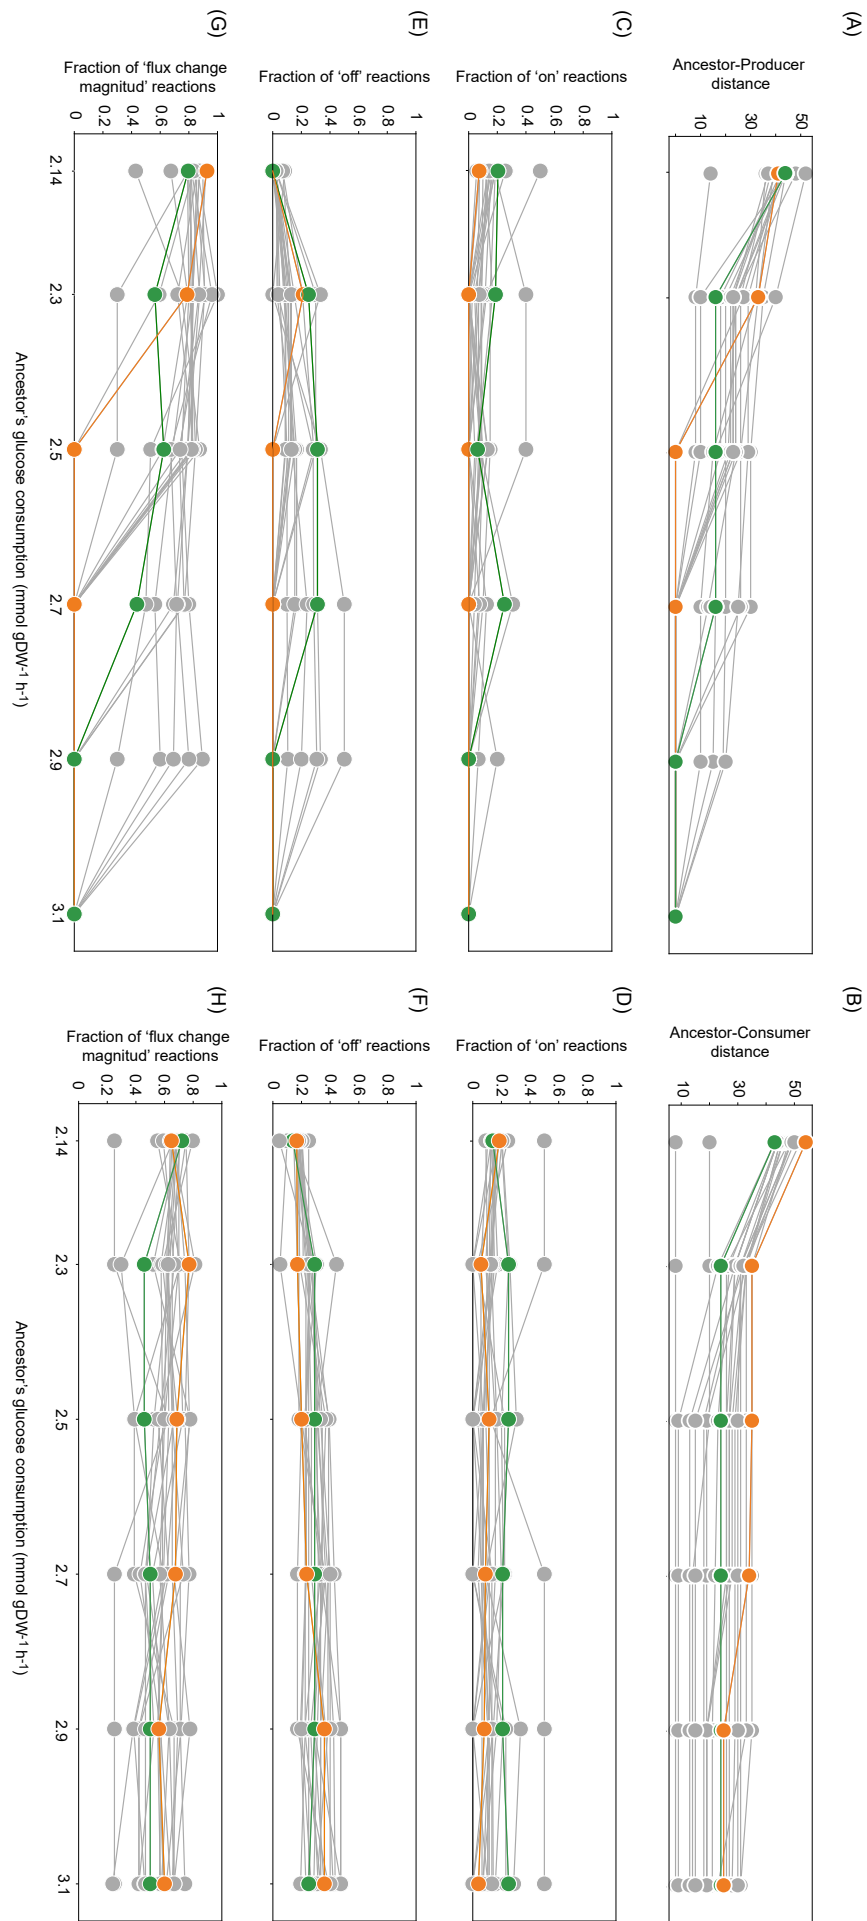 (A)
Ancestor-Producer
distance
10
30
50
(B)
Ancestor-Consumer
distance
10
30
50
(C)
Fraction of ‘on’ reactions
0
0.2
0.4
0.6
0.8
1
(D)
Fraction of ‘on’ reactions
0
0.2
0.4
0.6
0.8
1
(E)
Fraction of ‘off’ reactions
0
0.2
0.4
0.6
0.8
1
(F)
Fraction of ‘off’ reactions
0
0.2
0.4
0.6
0.8
1
(G)
Fraction of ‘flux change
magnitud’ reactions
0
0.2
0.4
0.6
0.8
1
2.14
2.3
2.5
2.7
2.9
3.1
Ancestor’s glucose consumption (mmol gDW-1 h-1)
(H)
Fraction of ‘flux change
magnitud’ reactions
0
0.2
0.4
0.6
0.8
1
2.14
2.3
2.5
2.7
2.9
3.1
Ancestor’s glucose consumption (mmol gDW-1 h-1)